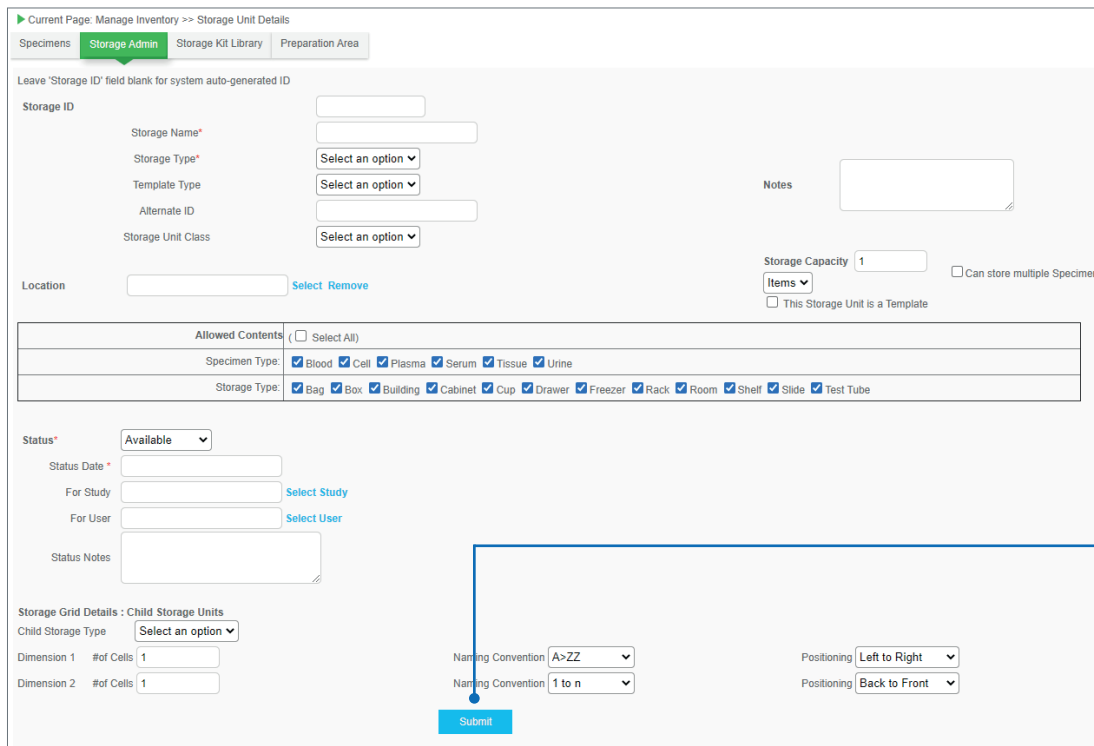 Current Page: Manage Inventory >> Storage Unit Details
Specimens Storage Admin Storage Kit Library Preparation Area
Leave 'Storage ID' field blank for system auto-generated ID
Storage ID
Storage Name*
Storage Type* Select an option
Template Type Select an option
Notes
Alternate ID
Storage Unit Class Select an option
Storage Capacity 1
Can store multiple Specimen
Location Select Remove
Items
This Storage Unit is a Template
Allowed Contents ( Select All)
Specimen Type: Blood Cell Plasma Serum Tissue Urine
Storage Type: Bag Box Building Cabinet Cup Drawer Freezer Rack Room Shelf Slide Test Tube
Status* Available
Status Date *
For Study Select Study
For User Select User
Status Notes
Storage Grid Details : Child Storage Units
Child Storage Type Select an option
Dimension 1 #of Cells 1 Naming Convention A>ZZ Positioning Left to Right
Dimension 2 #of Cells 1 Naming Convention 1 to n Positioning Back to Front
Submit